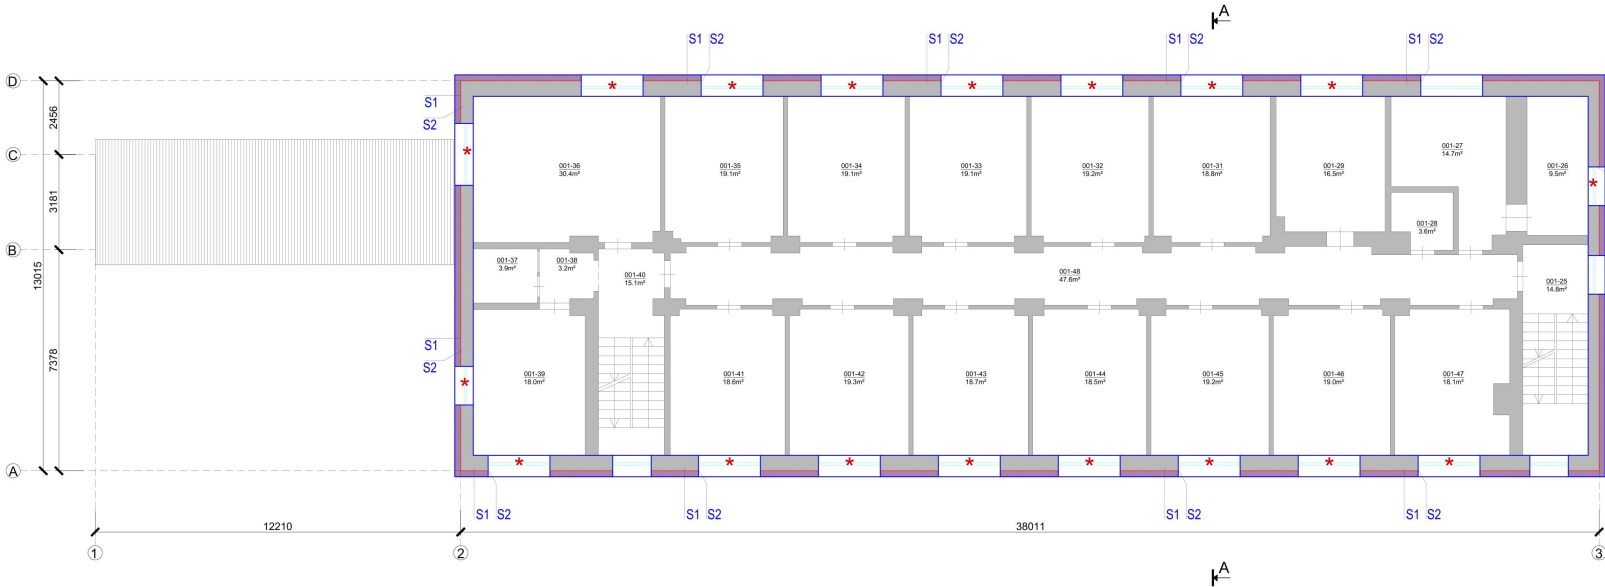 A
S1 S2 S1 S2 S1 S2 S1 S2
D
S1
S2
2456
C
001-36
30.4m²
001-35
19.1m²
001-34
19.1m²
001-33
19.1m²
001-32
19.2m²
001-31
18.8m²
001-29
16.5m²
001-27
14.7m²
001-26
9.5m²
3181
001-28
3.6m²
B
13015
001-37
3.9m²
001-38
3.2m²
001-40
15.1m²
001-48
47.6m²
001-25
14.8m²
S1
S2
7378
001-39
18.0m²
001-41
18.6m²
001-42
19.3m²
001-43
18.7m²
001-44
18.5m²
001-45
19.2m²
001-46
19.0m²
001-47
18.1m²
A
S1 S2 S1 S2 S1 S2 S1 S2
12210 38011
1 2 3
A